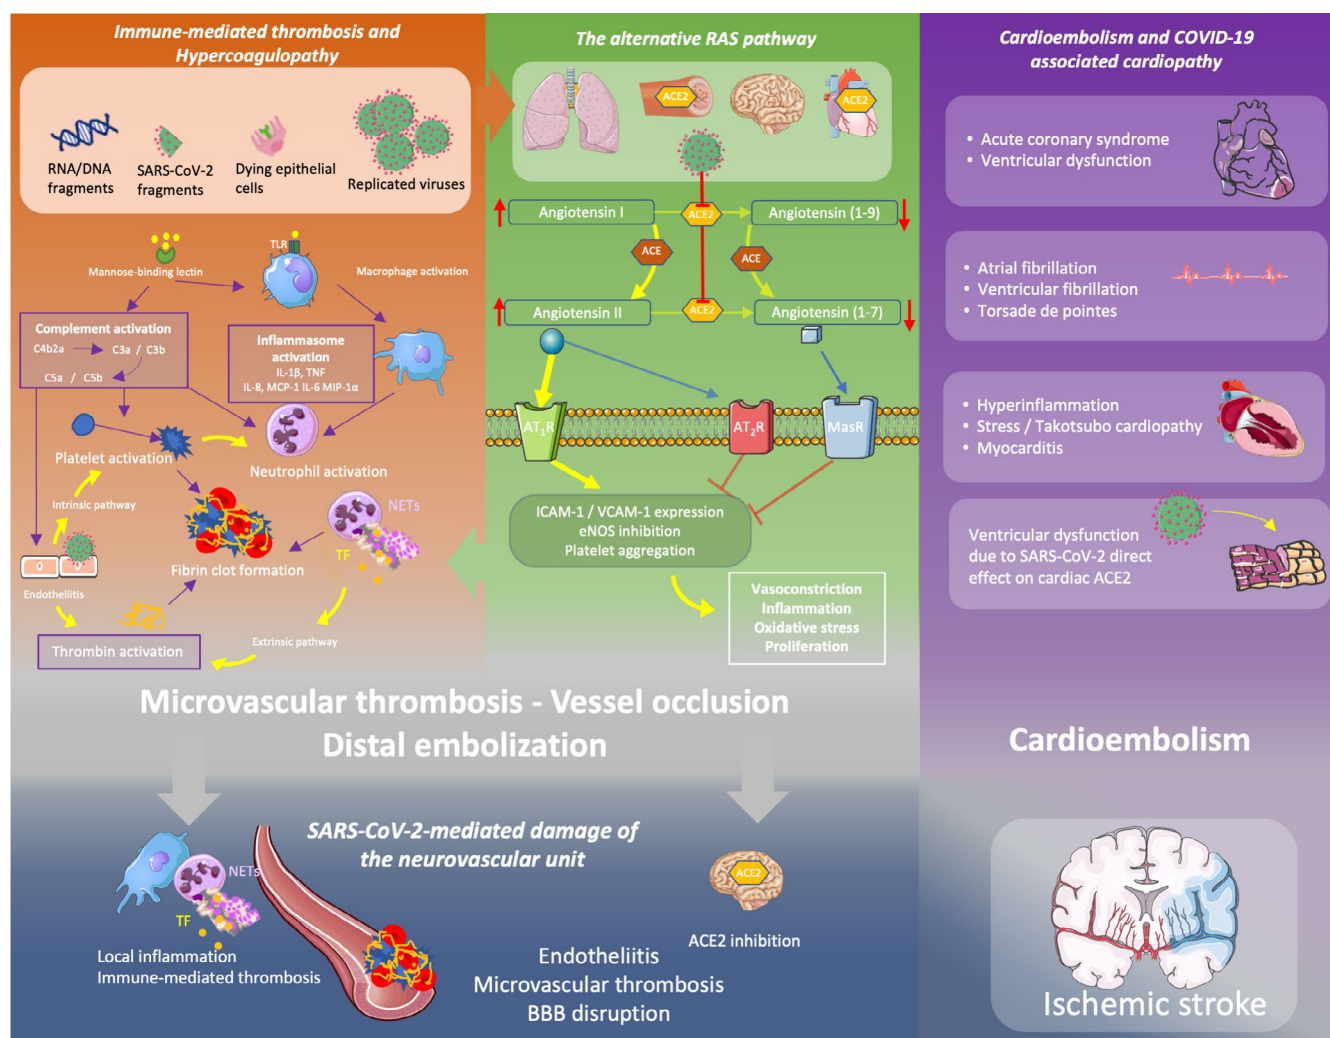 Immune-mediated thrombosis and
Hypercoagulopathy
RNA/DNA
fragments
SARS-CoV-2
fragments
Dying epithelial
cells
Replicated viruses
TLR
Mannose-binding lectin
Macrophage activation
Complement activation
C4b2a
C3a / C3b
C5a / C5b
Inflammasome
activation
IL-1β, TNF
IL-8, MCP-1 IL-6 MIP-1α
Platelet activation
Neutrophil activation
Intrinsic pathway
NETs
TF
Fibrin clot formation
Endotheliitis
Thrombin activation
Extrinsic pathway
The alternative RAS pathway
ACE2
ACE2
Angiotensin I
ACE2
Angiotensin (1-9)
ACE
ACE
Angiotensin II
ACE2
Angiotensin (1-7)
AT₁R
AT₂R
MasR
ICAM-1 / VCAM-1 expression
eNOS inhibition
Platelet aggregation
Vasoconstriction
Inflammation
Oxidative stress
Proliferation
Cardioembolism and COVID-19
associated cardiopathy
• Acute coronary syndrome
• Ventricular dysfunction
• Atrial fibrillation
• Ventricular fibrillation
• Torsade de pointes
• Hyperinflammation
• Stress / Takotsubo cardiopathy
• Myocarditis
Ventricular dysfunction
due to SARS-CoV-2 direct
effect on cardiac ACE2
Microvascular thrombosis - Vessel occlusion
Distal embolization
Cardioembolism
SARS-CoV-2-mediated damage of
the neurovascular unit
NETs
TF
Local inflammation
Immune-mediated thrombosis
ACE2
ACE2 inhibition
Endotheliitis
Microvascular thrombosis
BBB disruption
Ischemic stroke